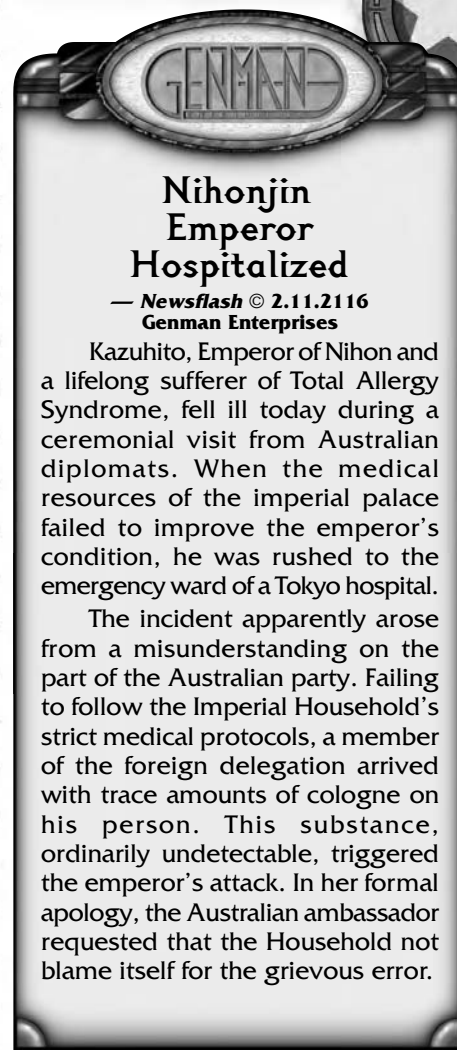 GENMAN
Nihonjin
Emperor
Hospitalized
— Newsflash © 2.11.2116
Genman Enterprises
Kazuhito, Emperor of Nihon and
a lifelong sufferer of Total Allergy
Syndrome, fell ill today during a
ceremonial visit from Australian
diplomats. When the medical
resources of the imperial palace
failed to improve the emperor's
condition, he was rushed to the
emergency ward of a Tokyo hospital.
The incident apparently arose
from a misunderstanding on the
part of the Australian party. Failing
to follow the Imperial Household's
strict medical protocols, a member
of the foreign delegation arrived
with trace amounts of cologne on
his person. This substance,
ordinarily undetectable, triggered
the emperor's attack. In her formal
apology, the Australian ambassador
requested that the Household not
blame itself for the grievous error.